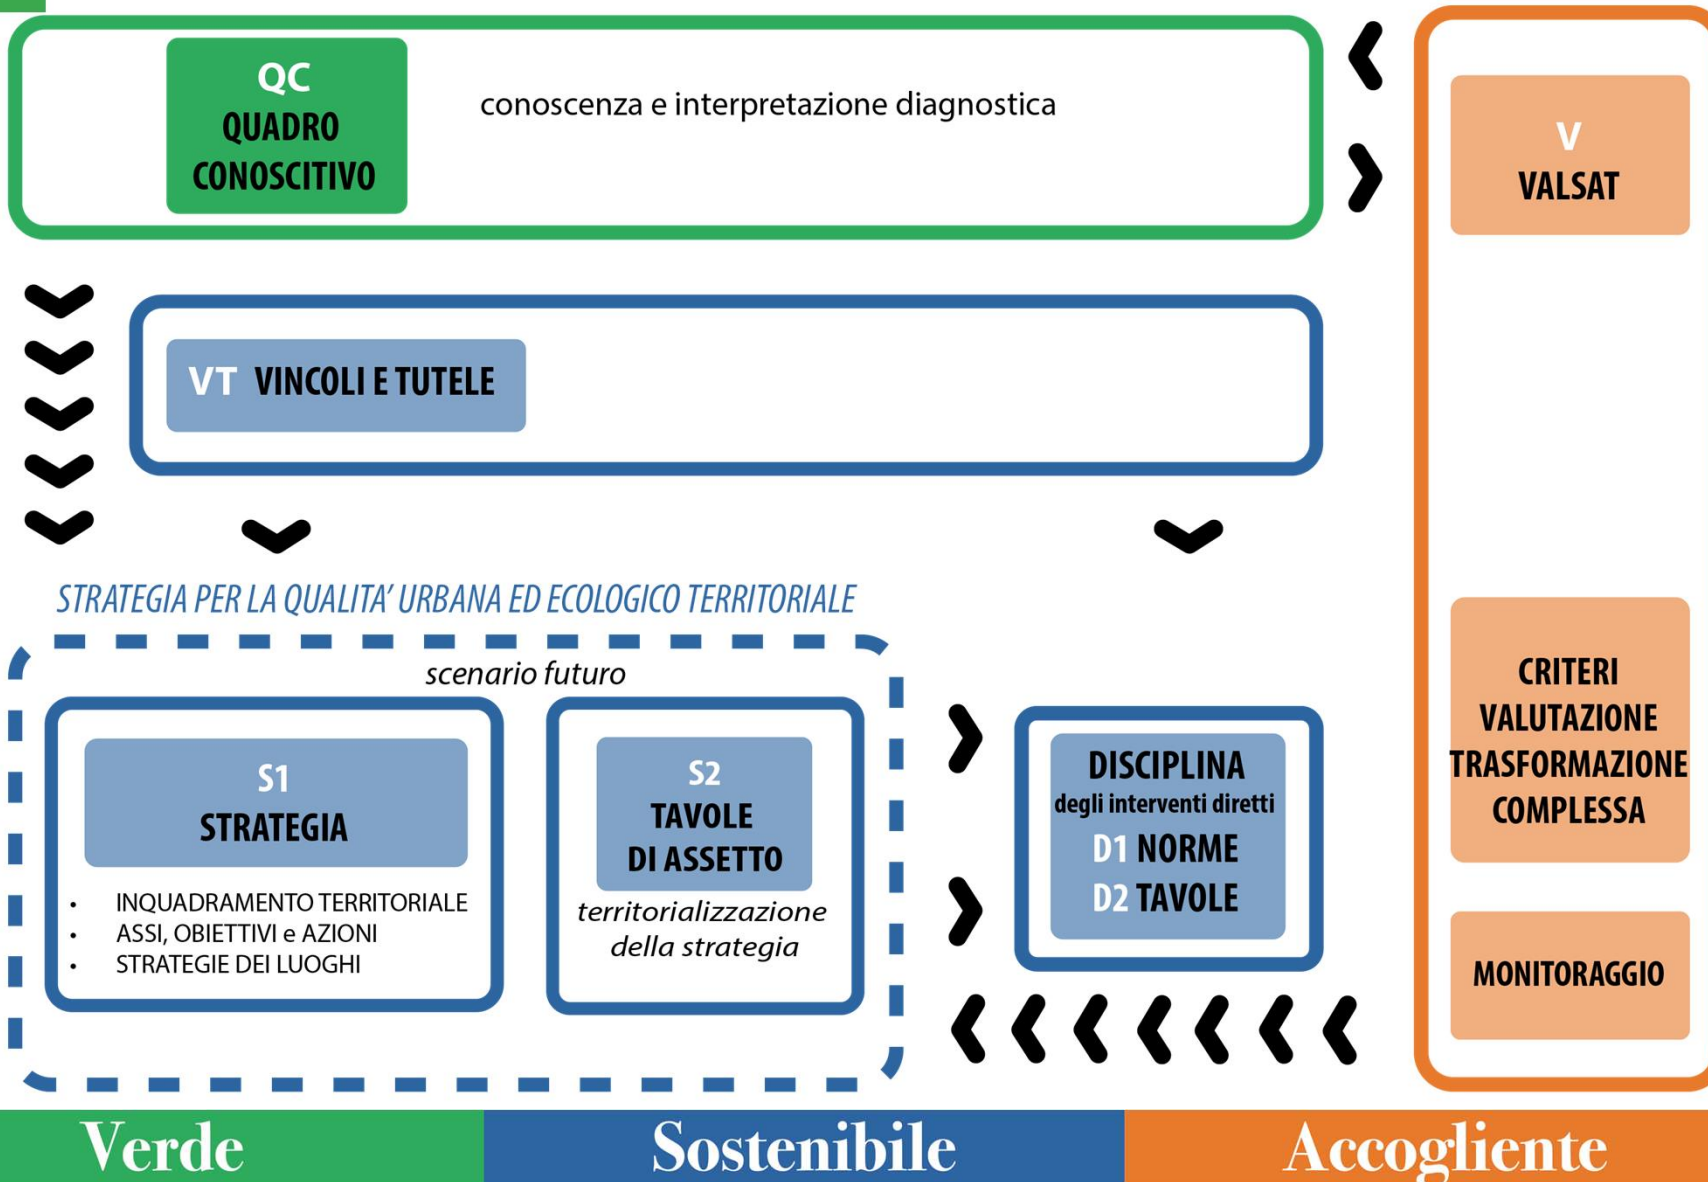 QC
QUADRO
CONOSCITIVO
conoscenza e interpretazione diagnostica
V
VALSAT
VT VINCOLI E TUTELE
STRATEGIA PER LA QUALITA’ URBANA ED ECOLOGICO TERRITORIALE
scenario futuro
S1
STRATEGIA
• INQUADRAMENTO TERRITORIALE
• ASSI, OBIETTIVI e AZIONI
• STRATEGIE DEI LUOGHI
S2
TAVOLE
DI ASSETTO
territorializzazione
della strategia
DISCIPLINA
degli interventi diretti
D1 NORME
D2 TAVOLE
CRITERI
VALUTAZIONE
TRASFORMAZIONE
COMPLESSA
MONITORAGGIO
Verde
Sostenibile
Accogliente